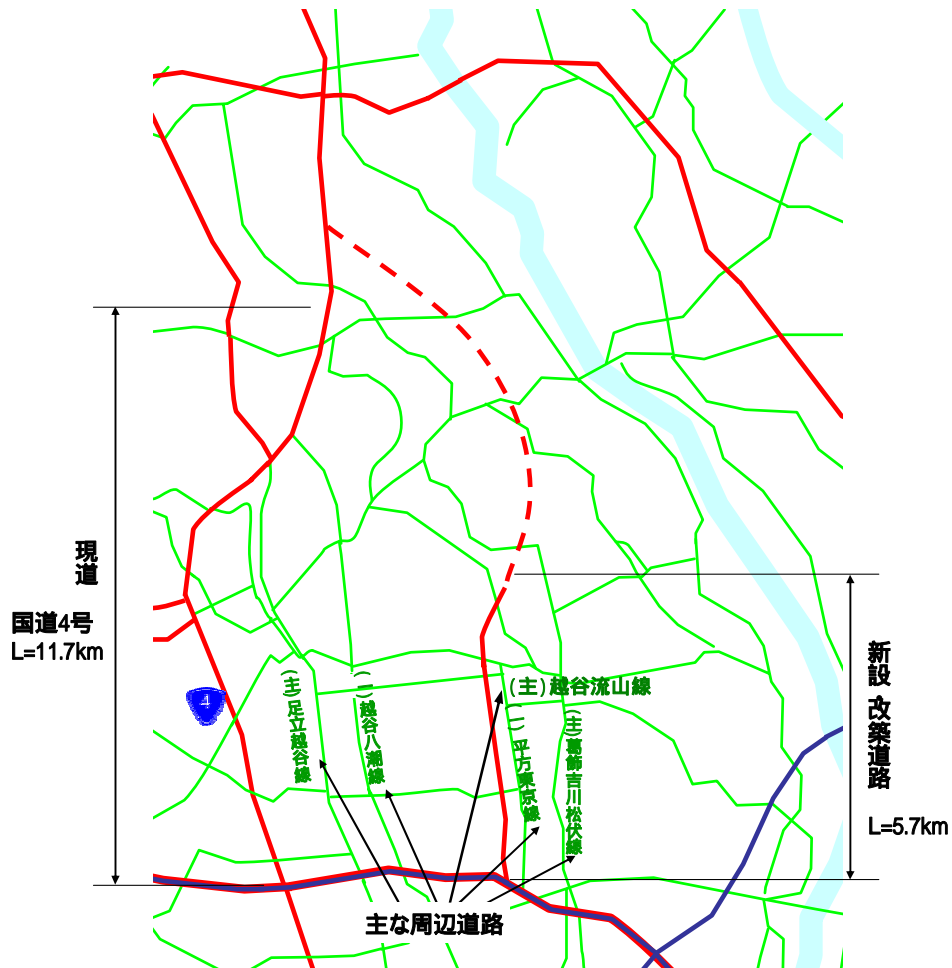 現道
国道4号
L=11.7km
4
(主)足立越谷線
(一)越谷八潮線
(主)越谷流山線
(一)平方東京線
(主)葛飾吉川松伏線
新設 改築道路
L=5.7km
主な周辺道路